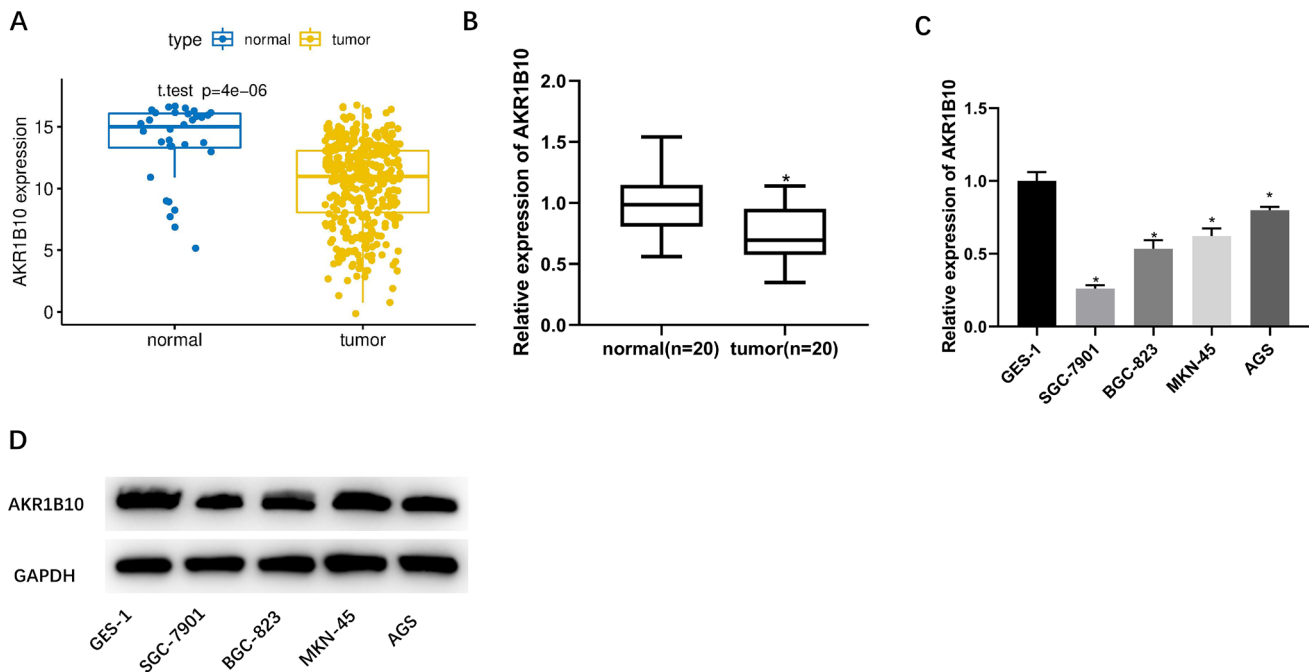 A
type normal tumor
t.test p=4e-06
AKR1B10 expression
15
10
5
0
normal tumor
B
Relative expression of AKR1B10
2.0
1.5
1.0
0.5
0.0
*
normal(n=20) tumor(n=20)
C
Relative expression of AKR1B10
1.5
1.0
0.5
0.0
* * * *
GES-1 SGC-7901 BGC-823 MKN-45 AGS
D
AKR1B10
GAPDH
GES-1 SGC-7901 BGC-823 MKN-45 AGS